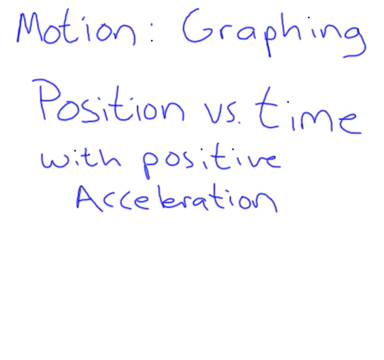 Motion: Graphing
Position vs. time
with positive
Acceleration